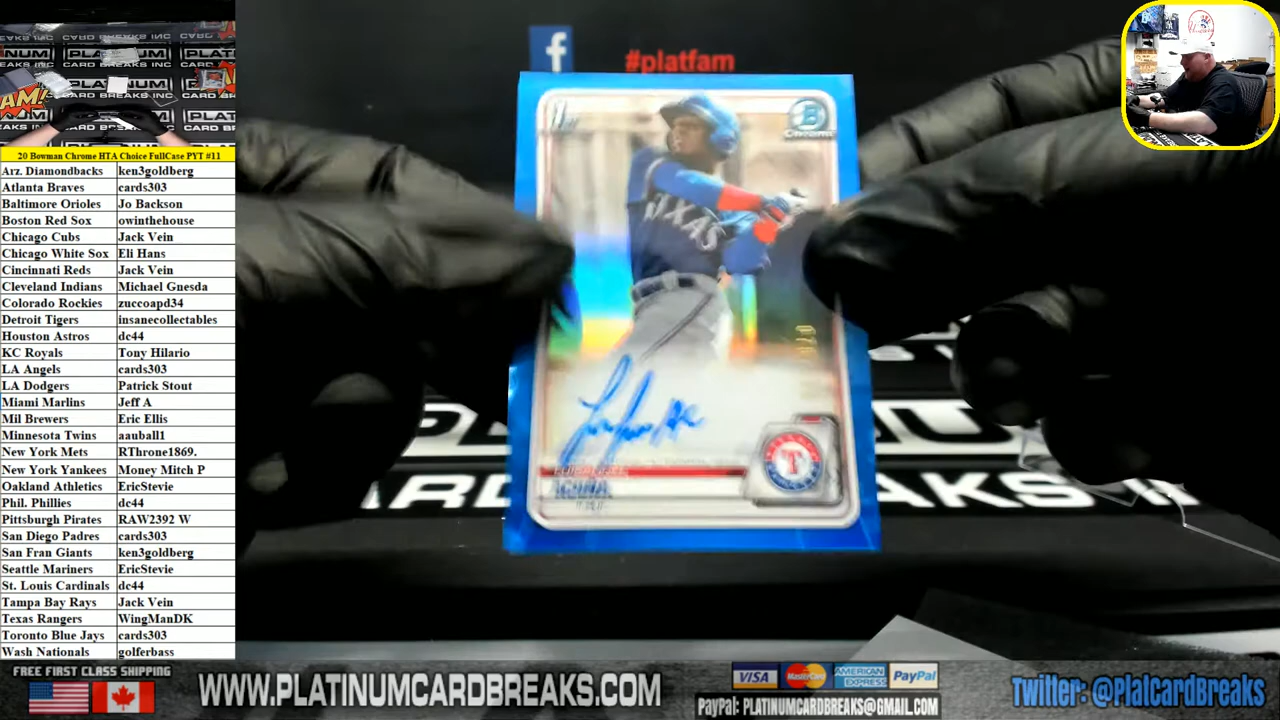 #platfam
20 Bowman Chrome HTA Choice FullCase PYT #11
Arz. Diamondbacks ken3goldberg
Atlanta Braves cards303
Baltimore Orioles Jo Backson
Boston Red Sox owinthehouse
Chicago Cubs Jack Vein
Chicago White Sox Eli Hans
Cincinnati Reds Jack Vein
Cleveland Indians Michael Gnesda
Colorado Rockies zuccoapd34
Detroit Tigers insanecollectables
Houston Astros dc44
KC Royals Tony Hilario
LA Angels cards303
LA Dodgers Patrick Stout
Miami Marlins Jeff A
Mil Brewers Eric Ellis
Minnesota Twins aauball1
New York Mets RThrone1869.
New York Yankees Money Mitch P
Oakland Athletics EricStevie
Phil. Phillies dc44
Pittsburgh Pirates RAW2392 W
San Diego Padres cards303
San Fran Giants ken3goldberg
Seattle Mariners EricStevie
St. Louis Cardinals dc44
Tampa Bay Rays Jack Vein
Texas Rangers WingManDK
Toronto Blue Jays cards303
Wash Nationals golferbass
Chrome
TEXAS
T
CARD BREAKS IN
FREE FIRST CLASS SHIPPING
WWW.PLATINUMCARDBREAKS.COM
VISA MasterCard AMERICAN EXPRESS PayPal
PayPal: PLATINUMCARDBREAKS@GMAIL.COM
Twitter: @PlatCardBreaks